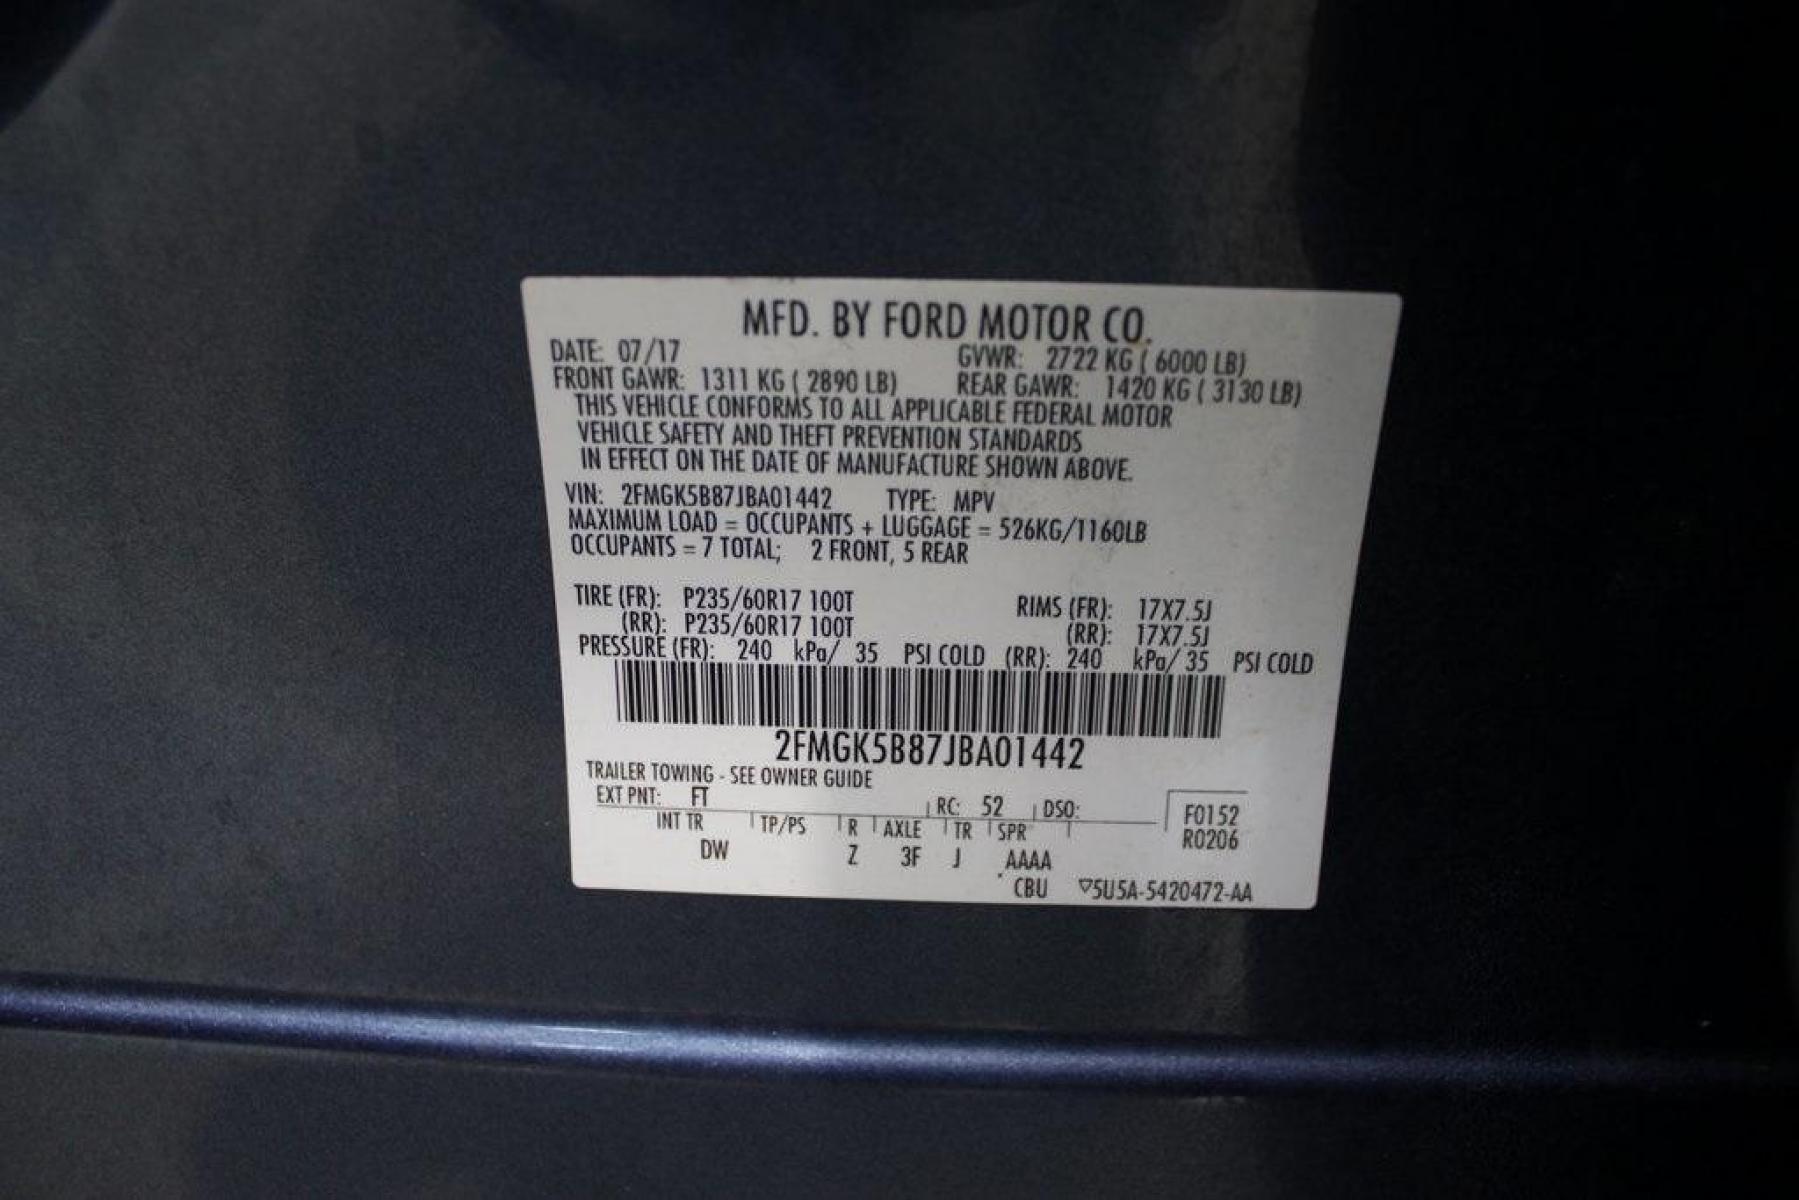 MFD. BY FORD MOTOR CO.
DATE: 07/17 GVWR: 2722 KG ( 6000 LB)
FRONT GAWR: 1311 KG ( 2890 LB) REAR GAWR: 1420 KG ( 3130 LB)
THIS VEHICLE CONFORMS TO ALL APPLICABLE FEDERAL MOTOR
VEHICLE SAFETY AND THEFT PREVENTION STANDARDS
IN EFFECT ON THE DATE OF MANUFACTURE SHOWN ABOVE.
VIN: 2FMGK5B87JBA01442 TYPE: MPV
MAXIMUM LOAD = OCCUPANTS + LUGGAGE = 526KG/1160LB
OCCUPANTS = 7 TOTAL; 2 FRONT, 5 REAR
TIRE (FR): P235/60R17 100T RIMS (FR): 17X7.5J
(RR): P235/60R17 100T (RR): 17X7.5J
PRESSURE (FR): 240 kPa/ 35 PSI COLD (RR): 240 kPa/ 35 PSI COLD
2FMGK5B87JBA01442
TRAILER TOWING - SEE OWNER GUIDE
EXT PNT: FT RC: 52 DSO: F0152
INT TR TP/PS R AXLE TR SPR R0206
DW Z 3F J AAAA
CBU ▽5U5A-5420472-AA